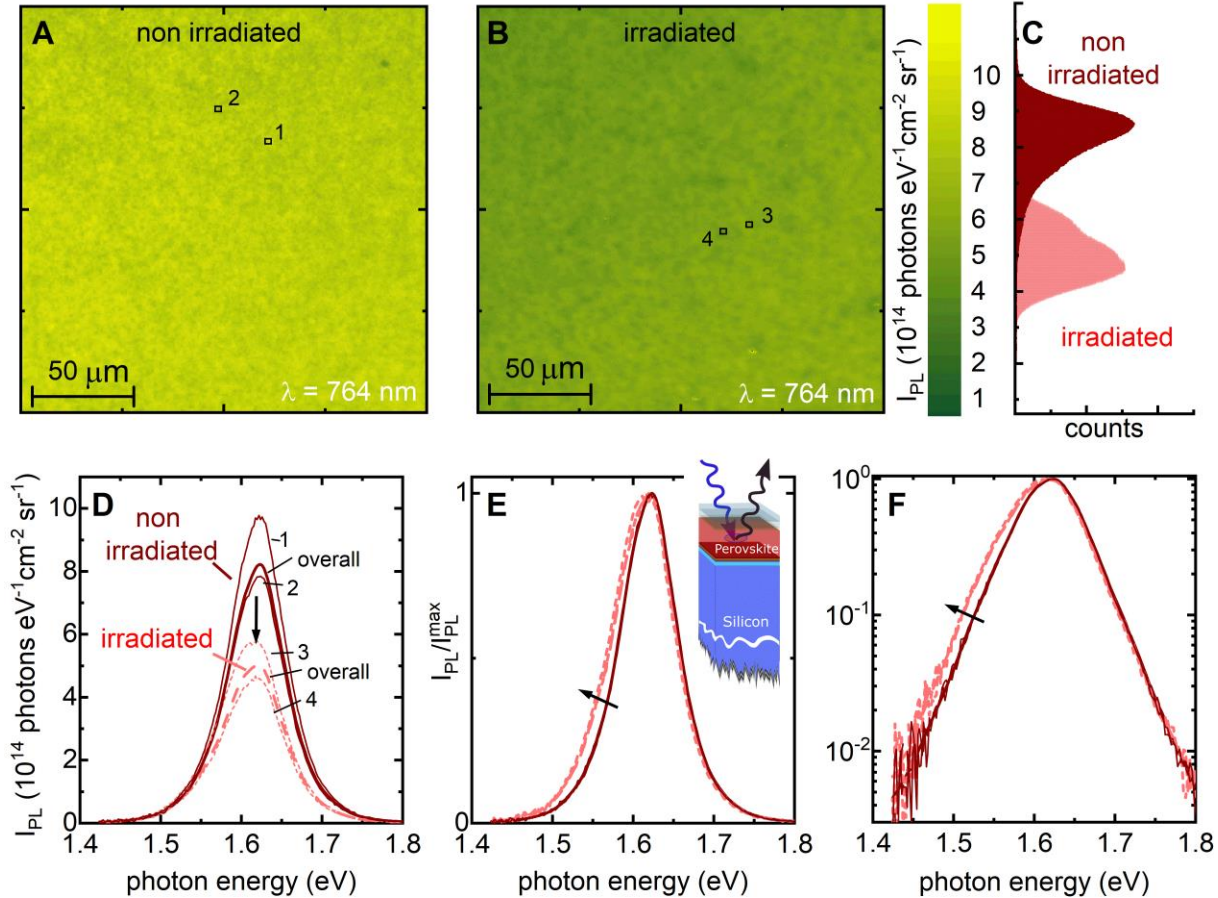 A
non irradiated
2
1
50 μm
λ = 764 nm
B
irradiated
3
4
50 μm
λ = 764 nm
I_PL (10^14 photons eV^-1cm^-2 sr^-1)
10
9
8
7
6
5
4
3
2
1
C
non
irradiated
irradiated
counts
D
non
irradiated
1
overall
2
irradiated
3
overall
4
10
8
6
4
2
0
I_PL (10^14 photons eV^-1cm^-2 sr^-1)
1.4 1.5 1.6 1.7 1.8
photon energy (eV)
E
1
0
I_PL/I_PL^max
Perovskite
Silicon
1.4 1.5 1.6 1.7 1.8
photon energy (eV)
F
10^0
10^-1
10^-2
1.4 1.5 1.6 1.7 1.8
photon energy (eV)